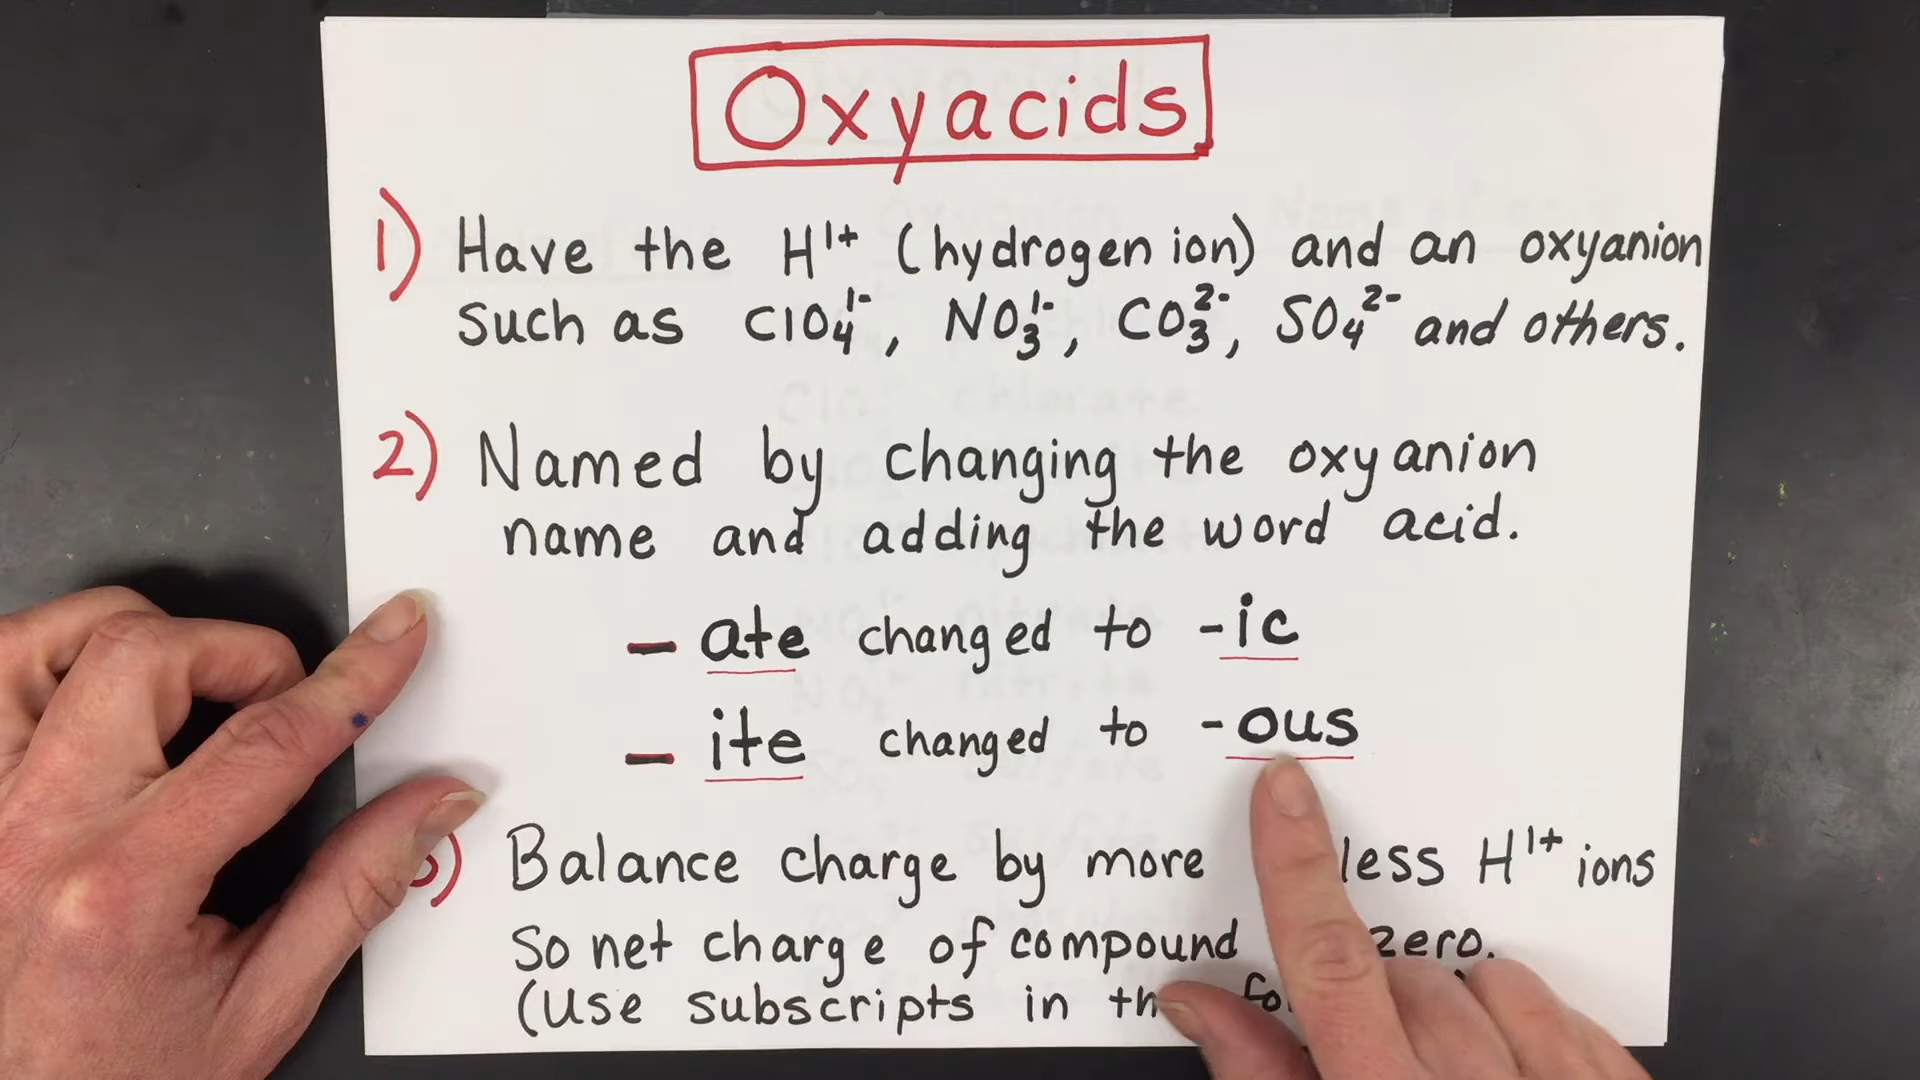 Oxyacids
1) Have the H¹⁺ (hydrogen ion) and an oxyanion
such as ClO₄¹⁻, NO₃¹⁻, CO₃²⁻, SO₄²⁻ and others.
2) Named by changing the oxyanion
name and adding the word acid.
- ate changed to -ic
- ite changed to -ous
Balance charge by more less H¹⁺ ions
So net charge of compound zero.
(Use subscripts in